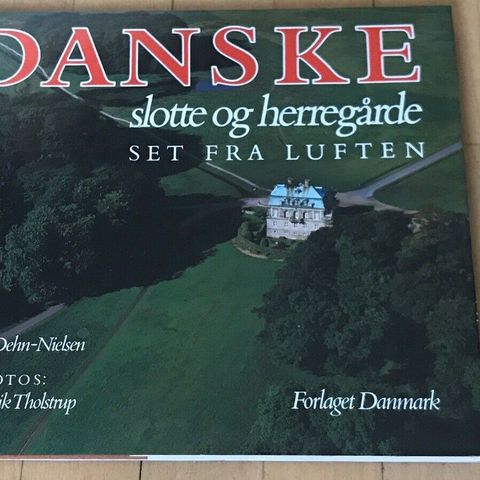 DANSKE
slotte og herregårde
SET FRA LUFTEN
Dehn-Nielsen
OTOS:
ik Tholstrup
Forlaget Danmark